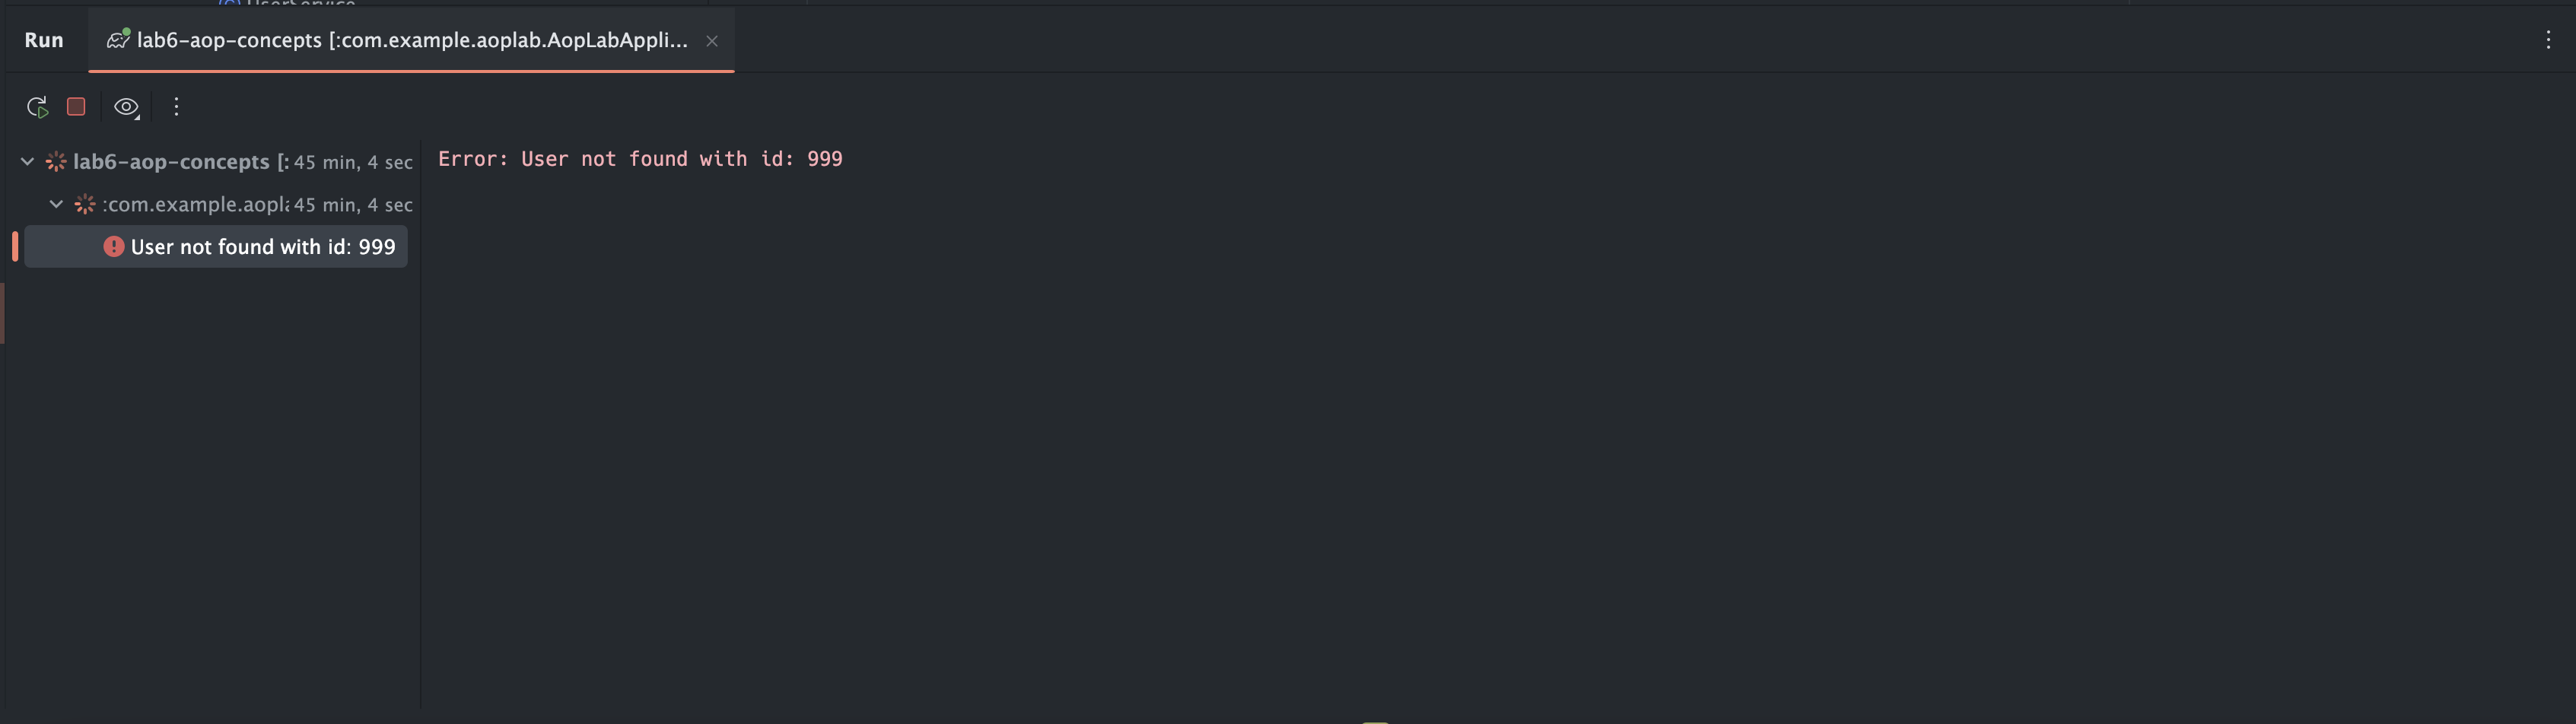 UserService
Run lab6-aop-concepts [:com.example.aoplab.AopLabAppli...
lab6-aop-concepts [: 45 min, 4 sec
:com.example.aopl 45 min, 4 sec
User not found with id: 999
Error: User not found with id: 999